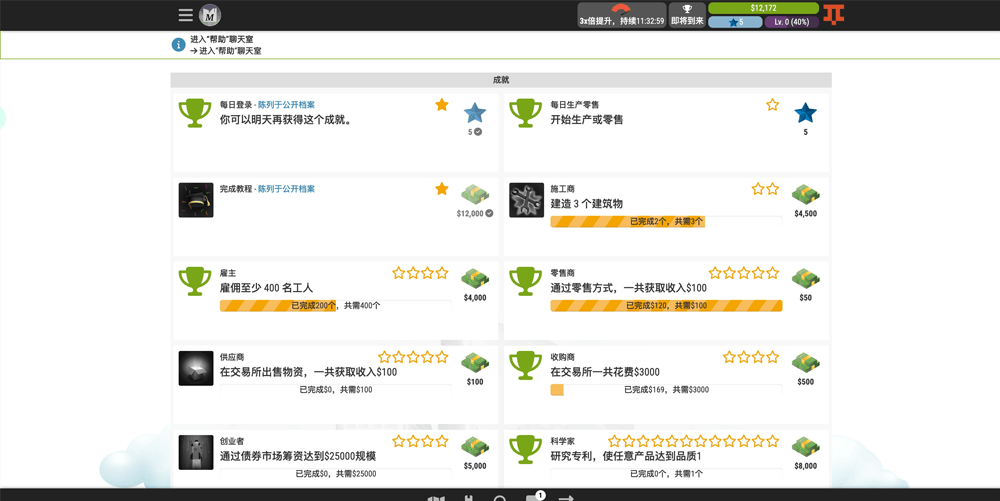 M
3x倍提升，持续11:32:59
即将到来
$12,172
5
Lv. 0 (40%)
进入“帮助”聊天室
→ 进入“帮助”聊天室
成就
每日登录 - 陈列于公开档案
你可以明天再获得这个成就。
5
每日生产零售
开始生产或零售
5
完成教程 - 陈列于公开档案
$12,000
施工商
建造 3 个建筑物
已完成2个，共需3个
$4,500
雇主
雇佣至少 400 名工人
已完成200个，共需400个
$4,000
零售商
通过零售方式，一共获取收入$100
已完成$120，共需$100
$50
供应商
在交易所出售物资，一共获取收入$100
已完成$0，共需$100
$100
收购商
在交易所一共花费$3000
已完成$169，共需$3000
$500
创业者
通过债券市场筹资达到$25000规模
已完成$0，共需$25000
$5,000
科学家
研究专利，使任意产品达到品质1
已完成0个，共需1个
$8,000
1